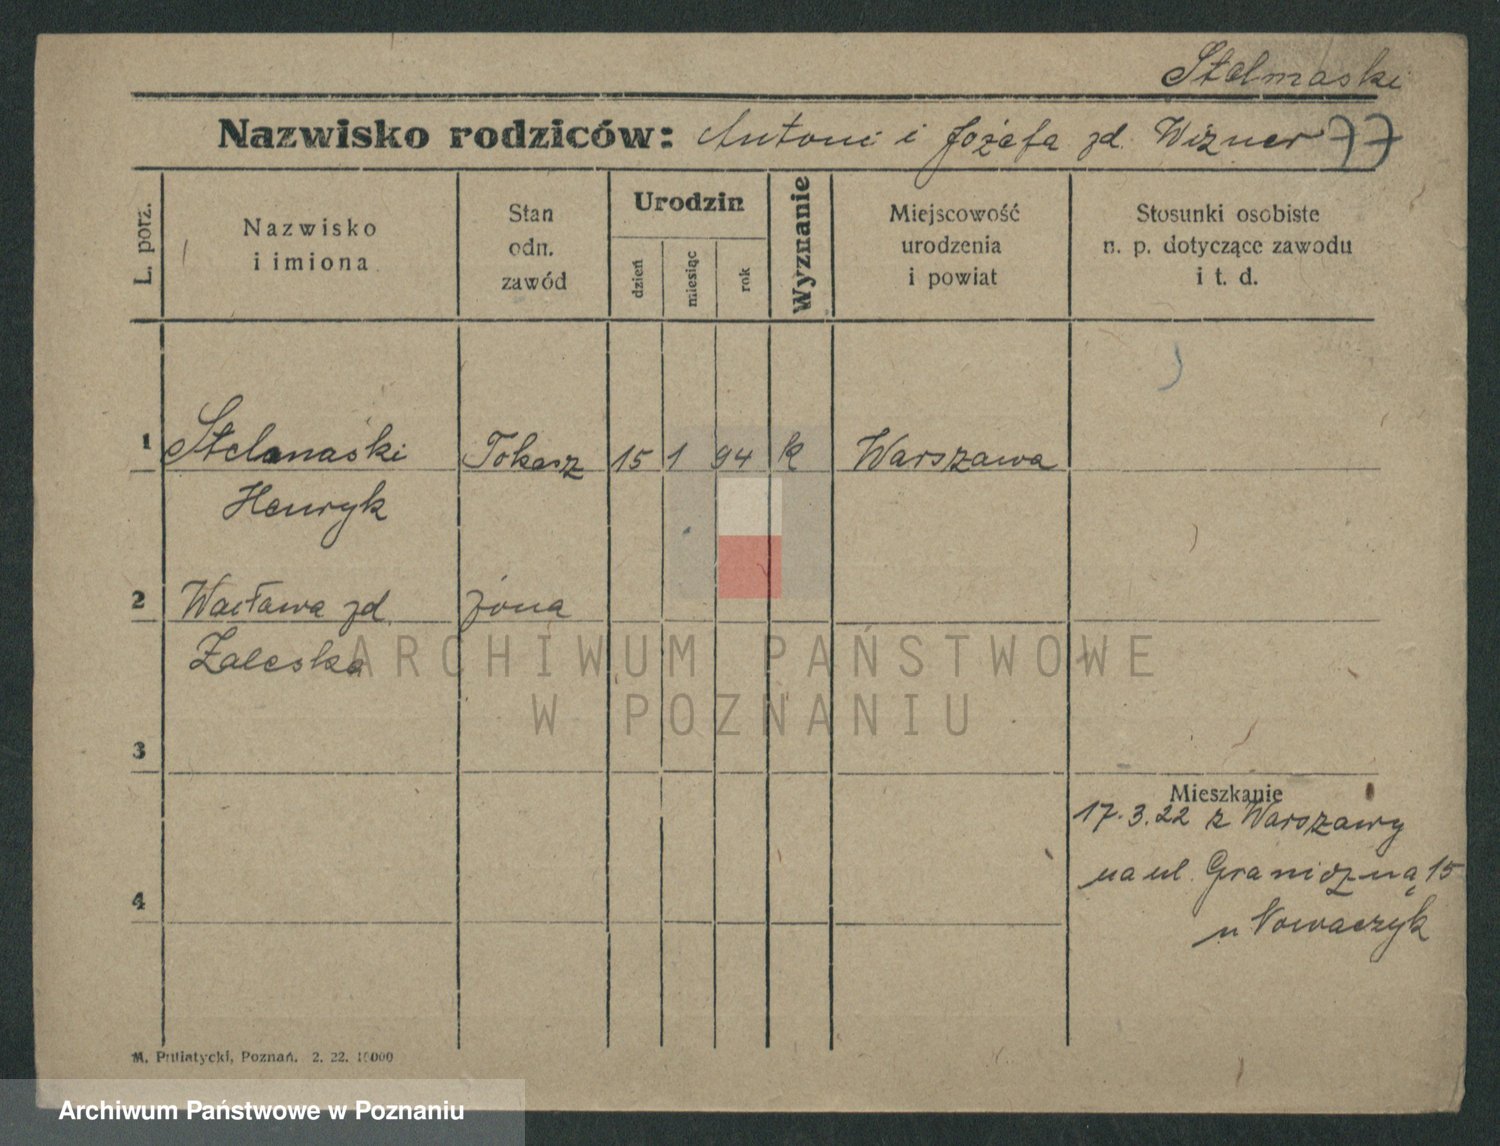 Stelmaski
Nazwisko rodziców: Antoni i Józefa zd. Wizner 77
L. porz.
Nazwisko
i imiona
Stan
odn.
zawód
Urodzin
dzień
miesiąc
rok
Wyznanie
Miejscowość
urodzenia
i powiat
Stosunki osobiste
n. p. dotyczące zawodu
i t. d.
1 Stelmaski Tokasz 15 1 94 k Warszawa
Henryk
2 Wacława zd żona
Zaleska
ARCHIWUM PAŃSTWOWE
W POZNANIU
3
Mieszkanie
17.3.22 z Warszawy
na ul. Graniczną 15
4
u Nowaczyk
M. Putiatycki, Poznań. 2. 22. 10000
Archiwum Państwowe w Poznaniu